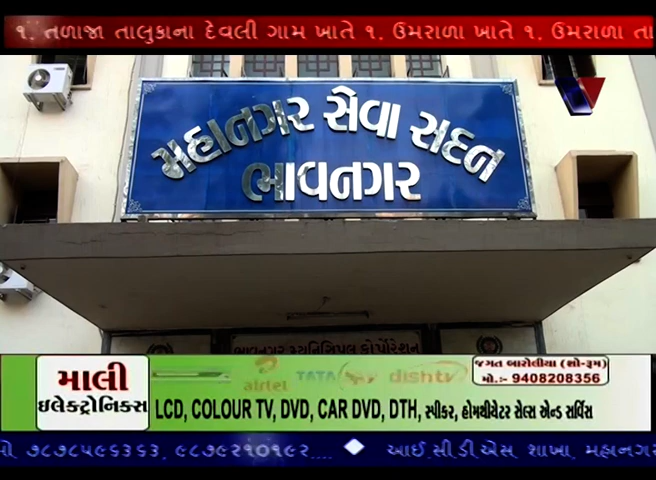 ૧. તળાજા તાલુકાના દેવલી ગામ ખાતે ૧. ઉમરાળા ખાતે ૧. ઉમરાળા તા
TV
મહાનગર સેવા સદન
ભાવનગર
ભાવનગર મ્યુનિસિપલ કોર્પોરેશન
માલી
ઇલેક્ટ્રોનિક્સ
airtel TATA sky dishtv
જગત બારોલીયા (શો-રૂમ)
મો.:- 9408208356
LCD, COLOUR TV, DVD, CAR DVD, DTH, સ્પીકર, હોમથીયેટર સેલ્સ એન્ડ સર્વિસ
મો. ૭૮૭૮૫૯૬૩૬૩, ૯૮૭૯૨૧૦૧૯૨.... આઈ.સી.ડી.એસ શાખા, મહાનગર